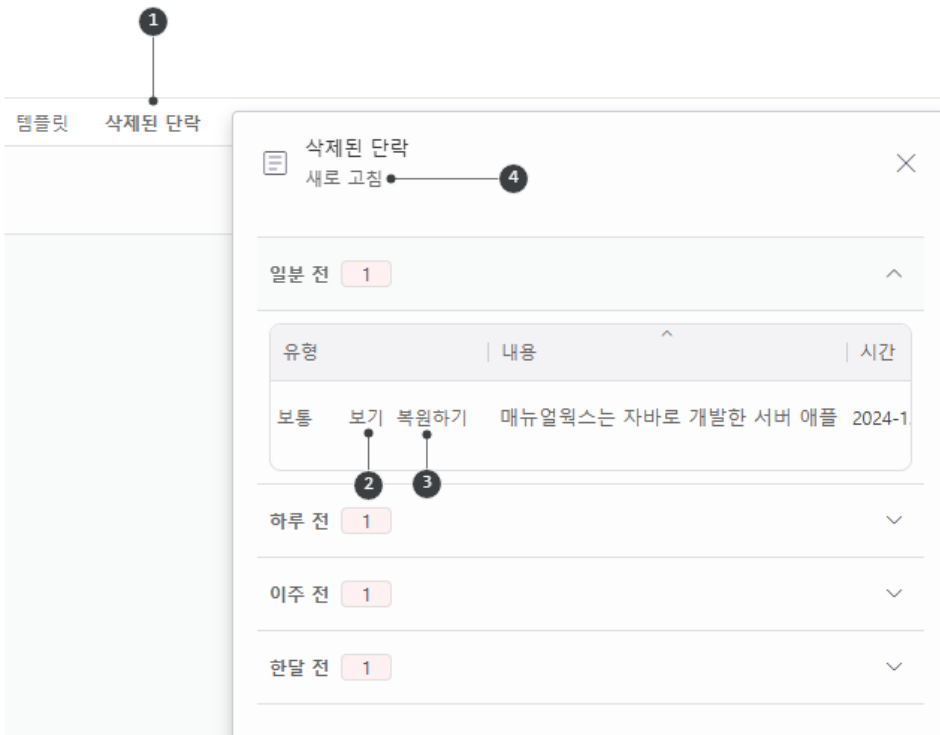 1
템플릿 삭제된 단락
삭제된 단락
새로 고침 4
일분 전 1
유형 내용 시간
보통 보기 복원하기 매뉴얼웍스는 자바로 개발한 서버 애플 2024-1
2 3
하루 전 1
이주 전 1
한달 전 1